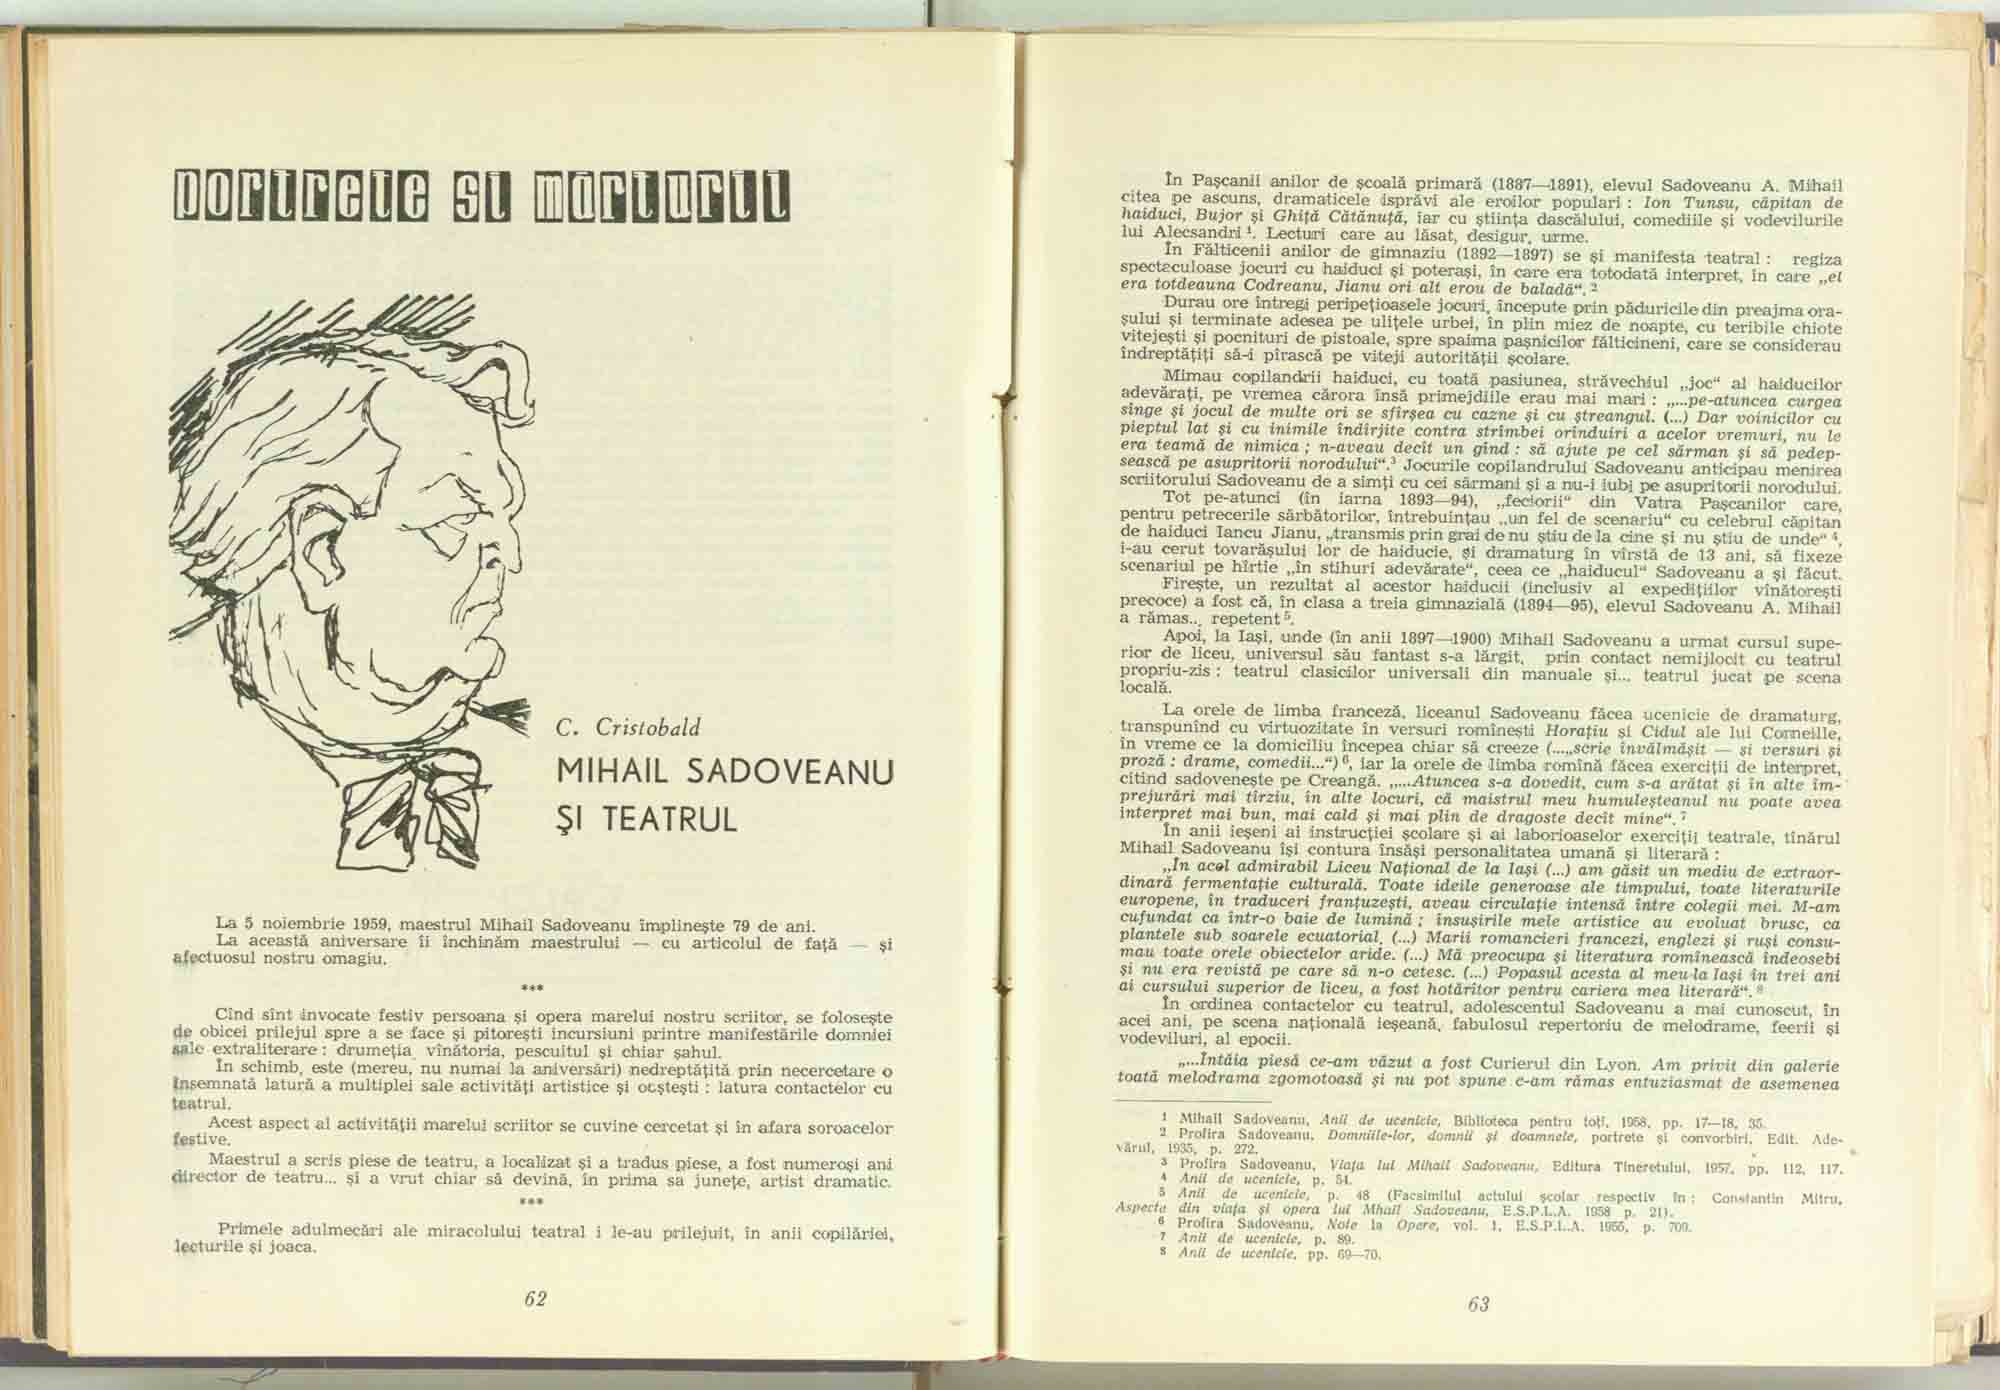 portrete si mărturii
C. Cristobald
MIHAIL SADOVEANU
ȘI TEATRUL
La 5 noiembrie 1959, maestrul Mihail Sadoveanu împlinește 79 de ani.
La această aniversare îi închinăm maestrului — cu articolul de față — și
afectuosul nostru omagiu.
***
Cînd sînt invocate festiv persoana și opera marelui nostru scriitor, se folosește
de obicei prilejul spre a se face și pitorești incursiuni printre manifestările domniei
sale extraliterare : drumeția, vînătoria, pescuitul și chiar șahul.
În schimb, este (mereu, nu numai la aniversări) nedreptățită prin necercetare o
însemnată latură a multiplei sale activități artistice și obștești : latura contactelor cu
teatrul.
Acest aspect al activității marelui scriitor se cuvine cercetat și în afara soroacelor
festive.
Maestrul a scris piese de teatru, a localizat și a tradus piese, a fost numeroși ani
director de teatru... și a vrut chiar să devină, în prima sa junețe, artist dramatic.
***
Primele adulmecări ale miracolului teatral i le-au prilejuit, în anii copilăriei,
lecturile și joaca.
62
În Pașcanii anilor de școală primară (1887—1891), elevul Sadoveanu A. Mihail
citea pe ascuns, dramaticele isprăvi ale eroilor populari : Ion Tunsu, căpitan de
haiduci, Bujor și Ghiță Cătănuță, iar cu știința dascălului, comediile și vodevilurile
lui Alecsandri ¹. Lecturi care au lăsat, desigur, urme.
În Fălticenii anilor de gimnaziu (1892—1897) se și manifesta teatral : regiza
spectaculoase jocuri cu haiduci și poterași, în care era totodată interpret, în care „el
era totdeauna Codreanu, Jianu ori alt erou de baladă“. ²
Durau ore întregi peripețioasele jocuri, începute prin păduricile din preajma ora-
șului și terminate adesea pe ulițele urbei, în plin miez de noapte, cu teribile chiote
vitejești și pocnituri de pistoale, spre spaima pașnicilor fălticineni, care se considerau
îndreptățiți să-i pîrască pe viteji autorității școlare.
Mimau copilandrii haiduci, cu toată pasiunea, străvechiul „joc“ al haiducilor
adevărați, pe vremea cărora însă primejdiile erau mai mari : „...pe-atuncea curgea
sînge și jocul de multe ori se sfîrșea cu cazne și cu ștreangul. (...) Dar voinicilor cu
pieptul lat și cu inimile îndîrjite contra strîmbei orînduiri a acelor vremuri, nu le
era teamă de nimica ; n-aveau decît un gînd : să ajute pe cel sărman și să pedep-
sească pe asupritorii norodului“.³ Jocurile copilandrului Sadoveanu anticipau menirea
scriitorului Sadoveanu de a simți cu cei sărmani și a nu-i iubi pe asupritorii norodului.
Tot pe-atunci (în iarna 1893—94), „feciorii“ din Vatra Pașcanilor care,
pentru petrecerile sărbătorilor, întrebuințau „un fel de scenariu“ cu celebrul căpitan
de haiduci Iancu Jianu, „transmis prin grai de nu știu de la cine și nu știu de unde“ ⁴,
i-au cerut tovarășului lor de haiducie, și dramaturg în vîrstă de 13 ani, să fixeze
scenariul pe hîrtie „în stihuri adevărate“, ceea ce „haiducul“ Sadoveanu a și făcut.
Firește, un rezultat al acestor haiducii (inclusiv al expedițiilor vînătorești
precoce) a fost că, în clasa a treia gimnazială (1894—95), elevul Sadoveanu A. Mihail
a rămas... repetent ⁵.
Apoi, la Iași, unde (în anii 1897—1900) Mihail Sadoveanu a urmat cursul supe-
rior de liceu, universul său fantast s-a lărgit, prin contact nemijlocit cu teatrul
propriu-zis : teatrul clasicilor universali din manuale și... teatrul jucat pe scena
locală.
La orele de limba franceză, liceanul Sadoveanu făcea ucenicie de dramaturg,
transpunînd cu virtuozitate în versuri romînești Horațiu și Cidul ale lui Corneille,
în vreme ce la domiciliu începea chiar să creeze (...„scrie învălmășit — și versuri și
proză : drame, comedii...“) ⁶, iar la orele de limba romînă făcea exerciții de interpret,
citind sadovenește pe Creangă. „...Atuncea s-a dovedit, cum s-a arătat și în alte îm-
prejurări mai tîrziu, în alte locuri, că maistrul meu humuleșteanul nu poate avea
interpret mai bun, mai cald și mai plin de dragoste decît mine“. ⁷
În anii ieșeni ai instrucției școlare și ai laborioaselor exerciții teatrale, tînărul
Mihail Sadoveanu își contura însăși personalitatea umană și literară :
„În acel admirabil Liceu Național de la Iași (...) am găsit un mediu de extraor-
dinară fermentație culturală. Toate ideile generoase ale timpului, toate literaturile
europene, în traduceri franțuzești, aveau circulație intensă între colegii mei. M-am
cufundat ca într-o baie de lumină ; însușirile mele artistice au evoluat brusc, ca
plantele sub soarele ecuatorial. (...) Marii romancieri francezi, englezi și ruși consu-
mau toate orele obiectelor aride. (...) Mă preocupa și literatura romînească îndeosebi
și nu era revistă pe care să n-o cetesc. (...) Popasul acesta al meu la Iași în trei ani
ai cursului superior de liceu, a fost hotărîtor pentru cariera mea literară“. ⁸
În ordinea contactelor cu teatrul, adolescentul Sadoveanu a mai cunoscut, în
acei ani, pe scena națională ieșeană, fabulosul repertoriu de melodrame, feerii și
vodeviluri, al epocii.
„...Întăia piesă ce-am văzut a fost Curierul din Lyon. Am privit din galerie
toată melodrama zgomotoasă și nu pot spune c-am rămas entuziasmat de asemenea
¹ Mihail Sadoveanu, Anii de ucenicie, Biblioteca pentru toți, 1958, pp. 17—18, 35.
² Profira Sadoveanu, Domniile-lor, domnii și doamnele, portrete și convorbiri, Edit. Ade-
vărul, 1935, p. 272.
³ Profira Sadoveanu, Viața lui Mihail Sadoveanu, Editura Tineretului, 1957, pp. 112, 117.
⁴ Anii de ucenicie, p. 54.
⁵ Anii de ucenicie, p. 48 (Facsimilul actului școlar respectiv în : Constantin Mitru,
Aspecte din viața și opera lui Mhail Sadoveanu, E.S.P.L.A. 1958 p. 21).
⁶ Profira Sadoveanu, Note la Opere, vol. 1, E.S.P.L.A. 1955, p. 709.
⁷ Anii de ucenicie, p. 89.
⁸ Anii de ucenicie, pp. 69—70.
63